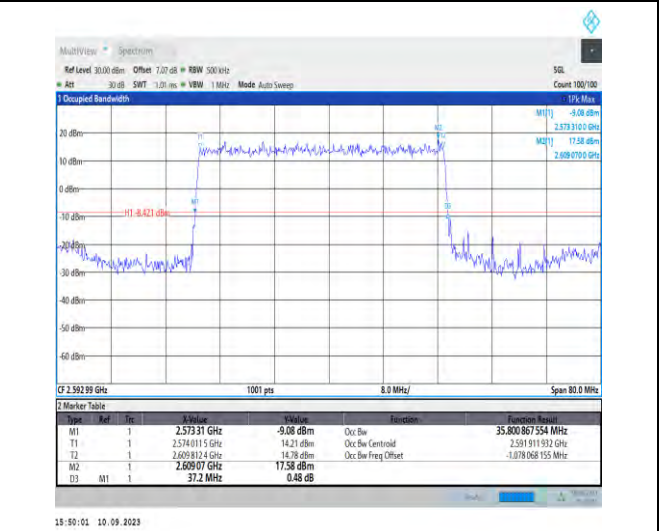 MultiView Spectrum
Ref Level 30.00 dBm Offset 7.07 dB RBW 500 kHz SGL
Att 30 dB SWT 1.01 ms VBW 1 MHz Mode Auto Sweep Count 100/100
1 Occupied Bandwidth 1Pk Max
M1[1] -9.08 dBm
2.573 310 0 GHz
M2[1] 17.58 dBm
2.609 070 0 GHz
M2
20 dBm
10 dBm
0 dBm
M1
D3
-10 dBm
H1 -8.421 dBm
-20 dBm
-30 dBm
-40 dBm
-50 dBm
-60 dBm
CF 2.592 99 GHz 1001 pts 8.0 MHz/ Span 80.0 MHz
2 Marker Table
Type Ref Trc X-Value Y-Value Function Function Result
M1 1 2.573 31 GHz -9.08 dBm Occ Bw 35.800 867 554 MHz
T1 1 2.574 011 5 GHz 14.21 dBm Occ Bw Centroid 2.591 911 932 GHz
T2 1 2.609 812 4 GHz 14.78 dBm Occ Bw Freq Offset -1.078 068 155 MHz
M2 1 2.609 07 GHz 17.58 dBm
D3 M1 1 37.2 MHz 0.48 dB
15:50:01 10.09.2023